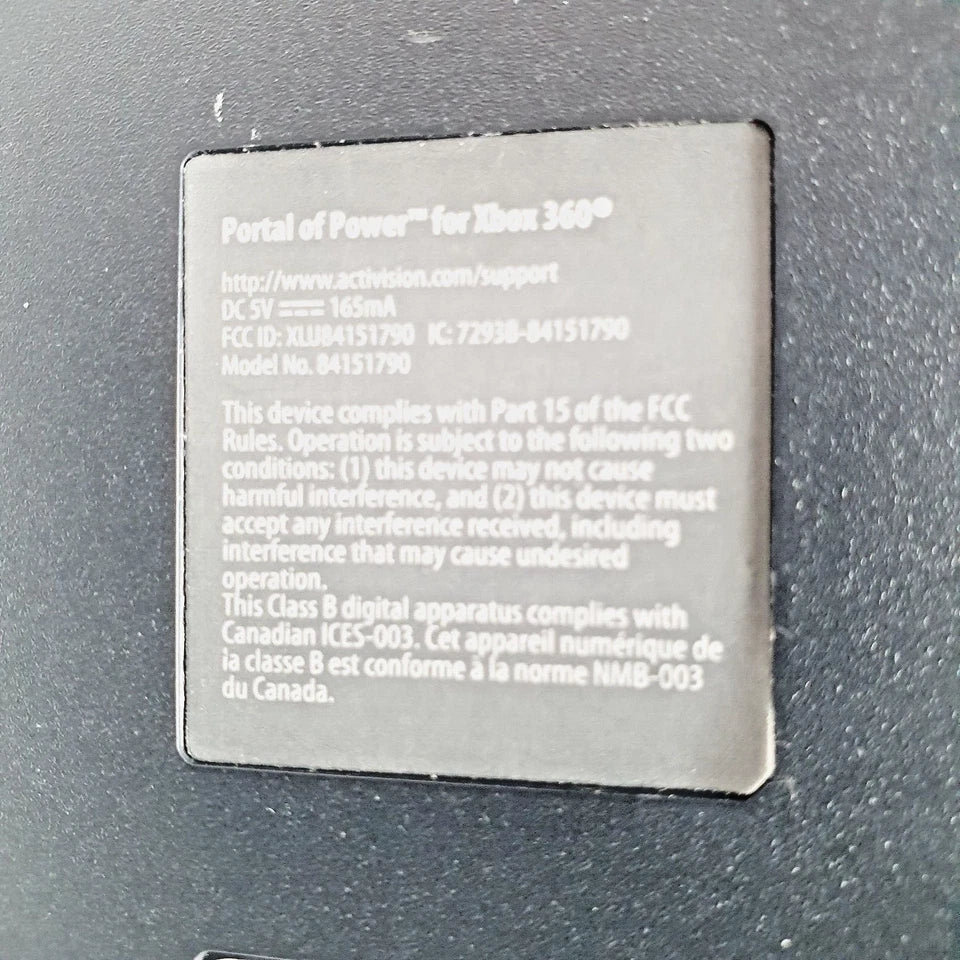 Portal of Power™ for Xbox 360®
http://www.activision.com/support
DC 5V ⎓ 165mA
FCC ID: XLU84151790 IC: 7293B-84151790
Model No. 84151790
This device complies with Part 15 of the FCC
Rules. Operation is subject to the following two
conditions: (1) this device may not cause
harmful interference, and (2) this device must
accept any interference received, including
interference that may cause undesired
operation.
This Class B digital apparatus complies with
Canadian ICES-003. Cet appareil numérique de
la classe B est conforme à la norme NMB-003
du Canada.